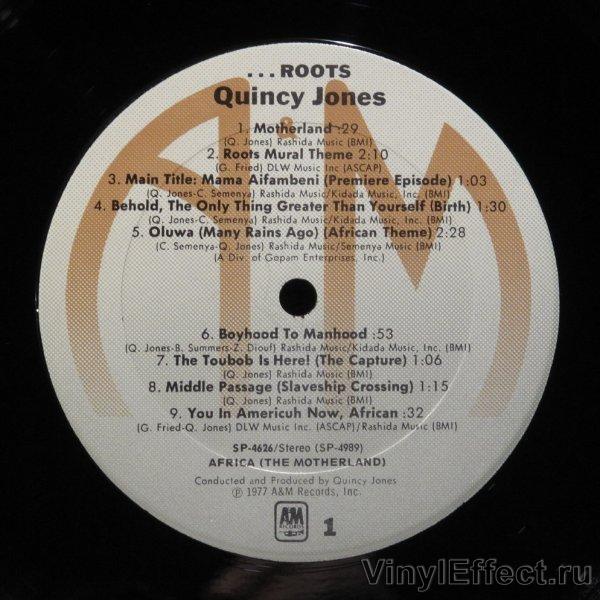 ...ROOTS
Quincy Jones
A&M
1. Motherland :29
(Q. Jones) Rashida Music (BMI)
2. Roots Mural Theme 2:10
(G. Fried) DLW Music Inc (ASCAP)
3. Main Title: Mama Aifambeni (Premiere Episode) 1:03
(Q. Jones-C. Semenya) Rashida Music/Kidada Music, Inc. (BMI)
4. Behold, The Only Thing Greater Than Yourself (Birth) 1:30
(Q. Jones-C. Semenya) Rashida Music/Kidada Music, Inc. (BMI)
5. Oluwa (Many Rains Ago) (African Theme) 2:28
(C. Semenya-Q. Jones) Rashida Music/Semenya Music (BMI)
(A Div. of Gopam Enterprises, Inc.)
6. Boyhood To Manhood :53
(Q. Jones-B. Summers-Z. Diouf) Rashida Music/Kidada Music, Inc. (BMI)
7. The Toubob Is Here! (The Capture) 1:06
(Q. Jones) Rashida Music (BMI)
8. Middle Passage (Slaveship Crossing) 1:15
(Q. Jones) Rashida Music (BMI)
9. You In Americuh Now, African :32
(G. Fried-Q. Jones) DLW Music Inc. (ASCAP)/Rashida Music (BMI)
SP-4626/Stereo (SP-4989)
AFRICA (THE MOTHERLAND)
Conducted and Produced by Quincy Jones
℗ 1977 A&M Records, Inc.
A&M
RECORDS
1
VinylEffect.ru